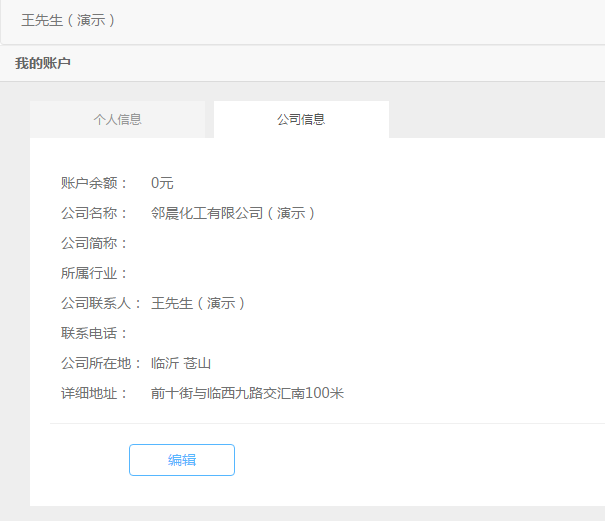 王先生（演示）
我的账户
个人信息 公司信息
账户余额： 0元
公司名称： 邻晨化工有限公司（演示）
公司简称：
所属行业：
公司联系人： 王先生（演示）
联系电话：
公司所在地： 临沂 苍山
详细地址： 前十街与临西九路交汇南100米
编辑